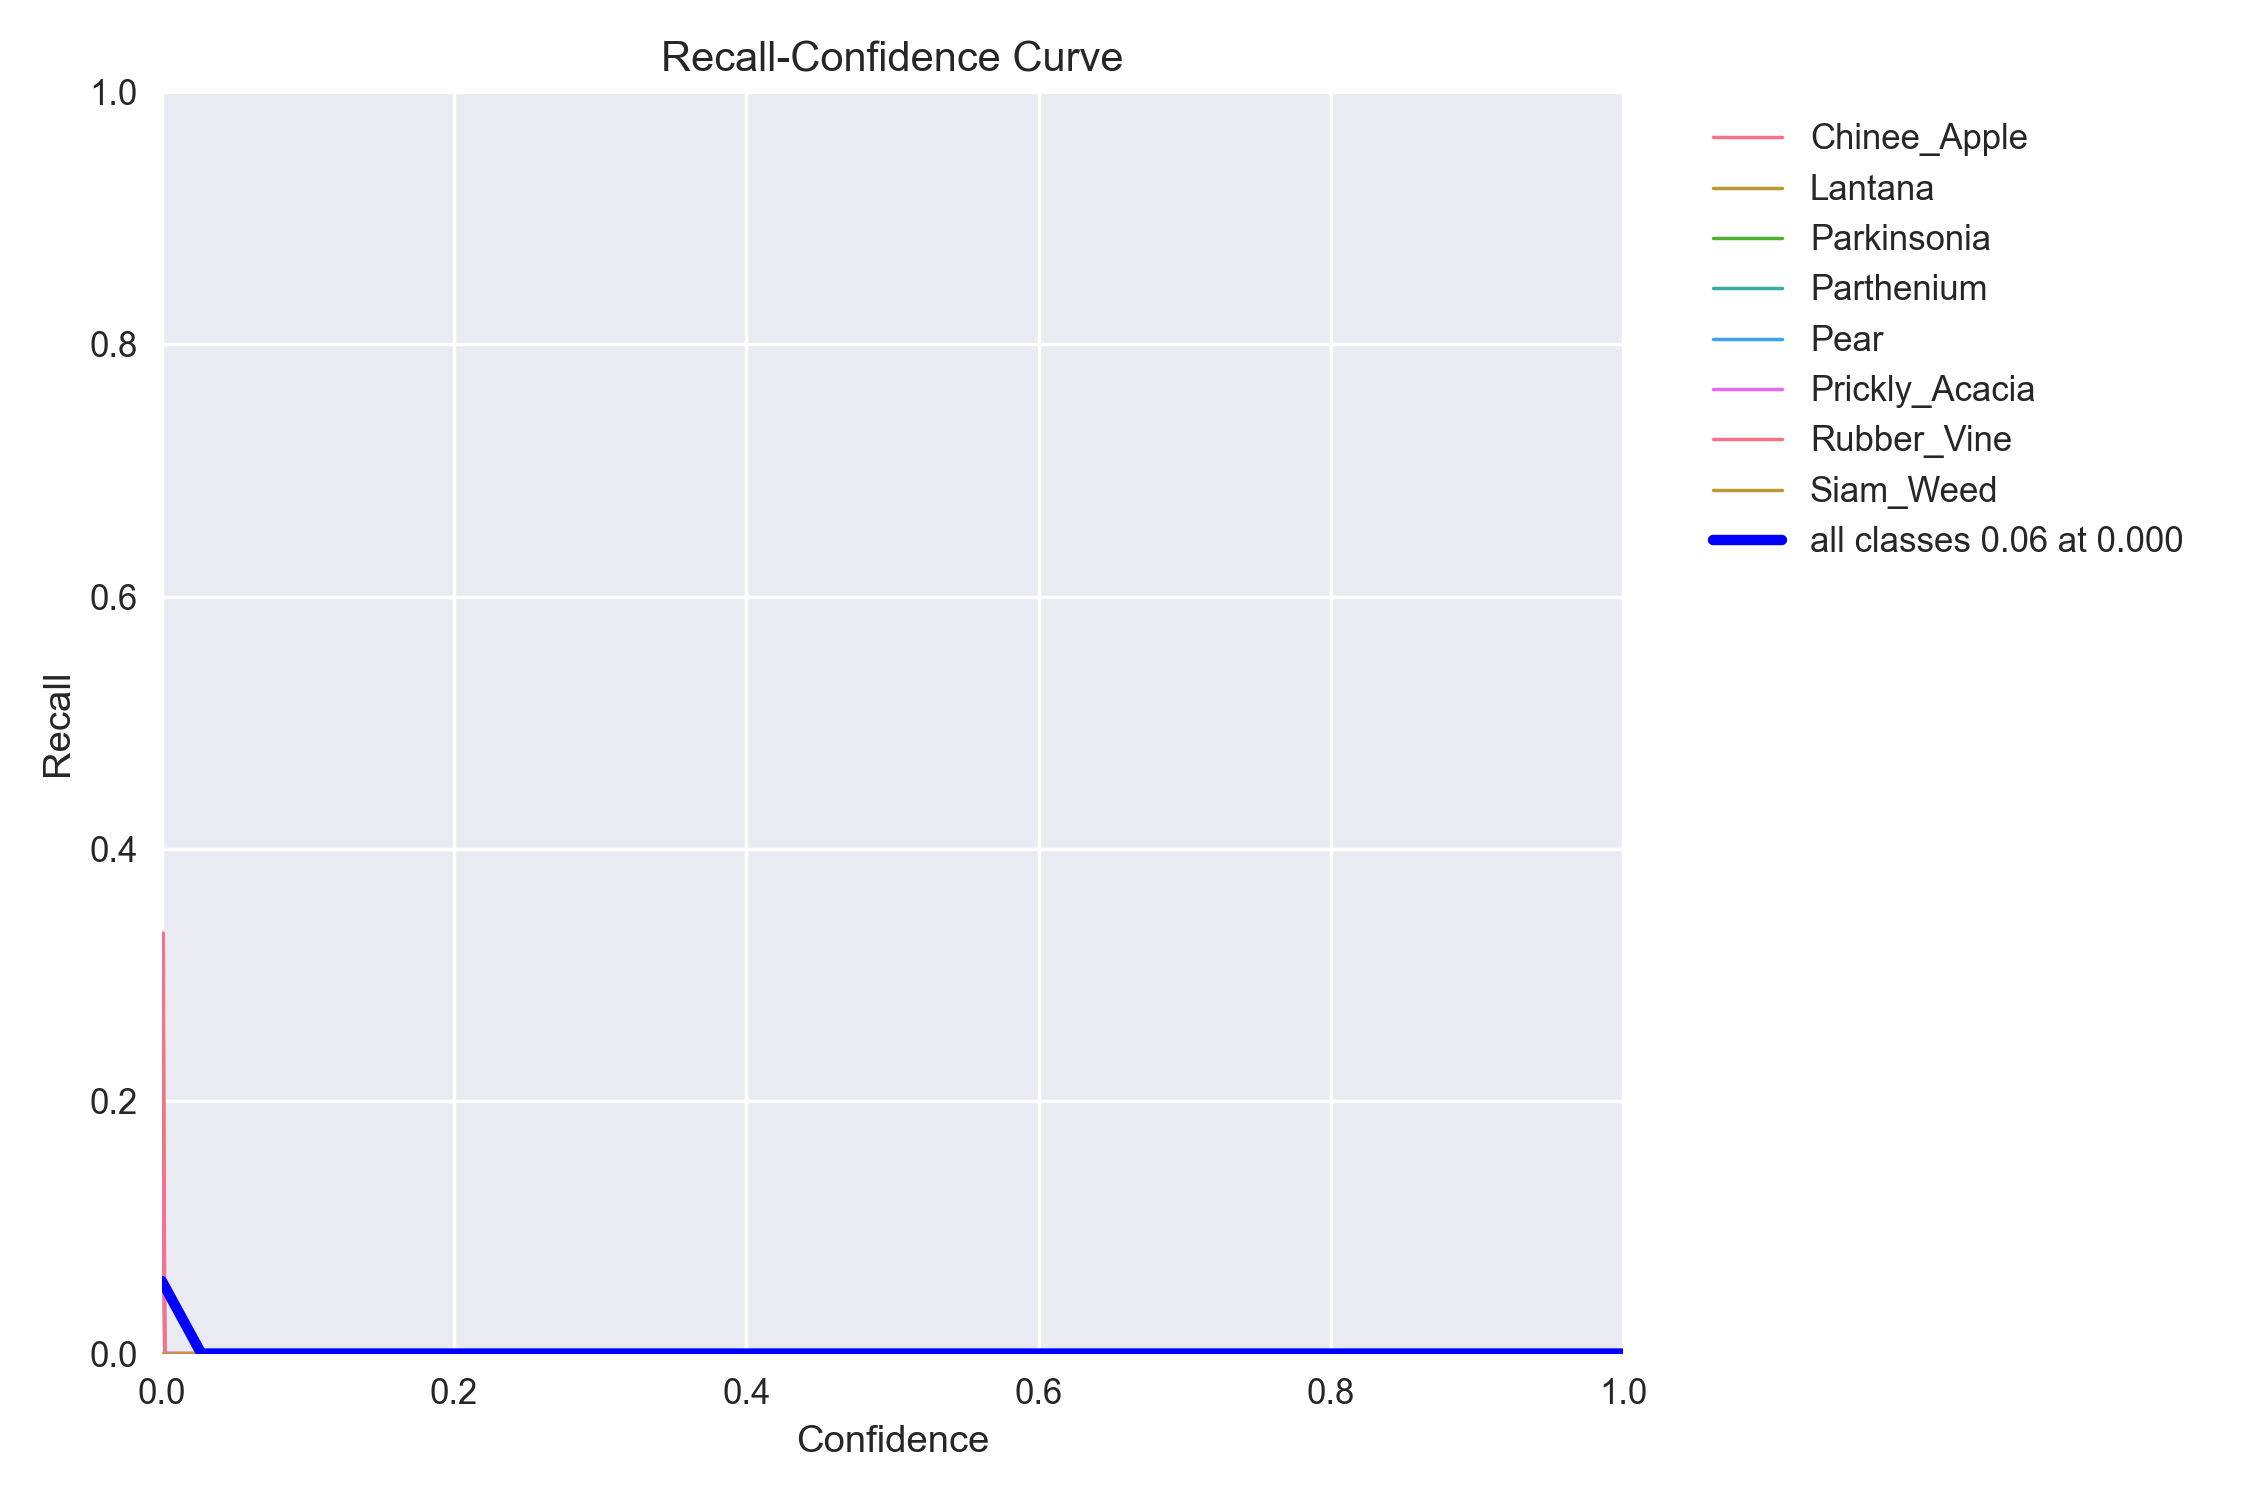 Recall-Confidence Curve
1.0
0.8
0.6
0.4
0.2
0.0
Recall
0.0 0.2 0.4 0.6 0.8 1.0
Confidence
Chinee_Apple
Lantana
Parkinsonia
Parthenium
Pear
Prickly_Acacia
Rubber_Vine
Siam_Weed
all classes 0.06 at 0.000